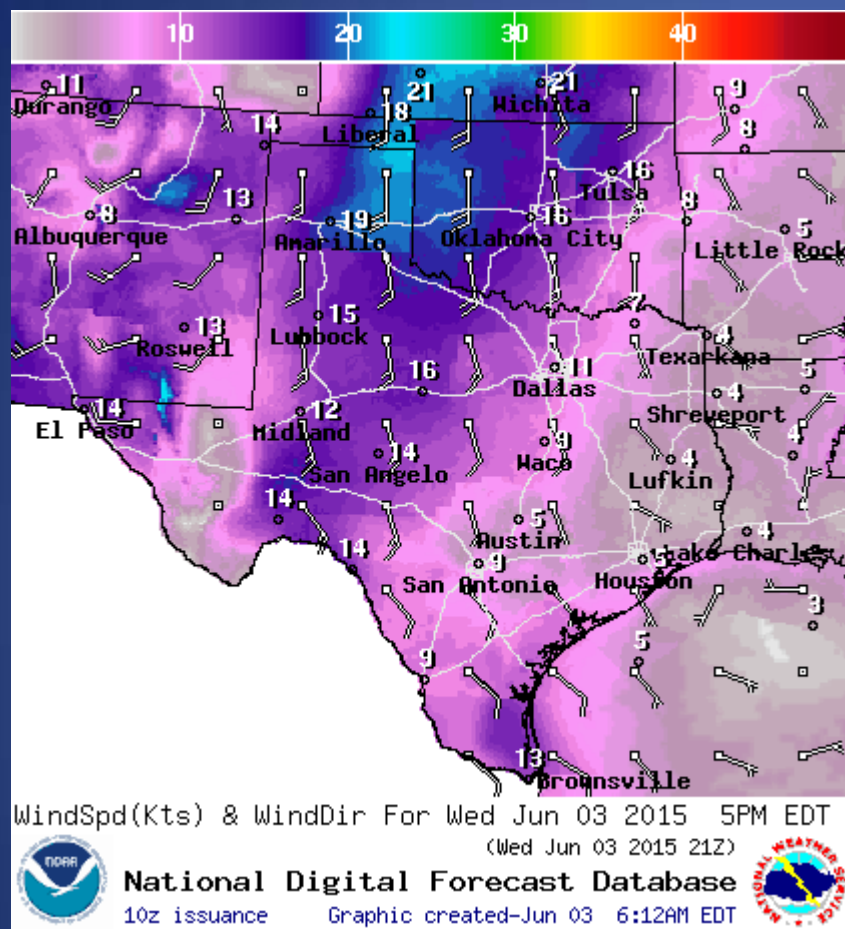 10 20 30 40
11 21 21 9
Durango Liberal 18 Wichita
14 8
13 16
Tulsa
8 19 16 8 5
Albuquerque Amarillo Oklahoma City Little Rock
13 15 7 4
Roswell Lubbock Texarkana
16 11 5
Dallas 4
14 12 Shreveport
El Paso Midland
14 9 4 4
San Angelo Waco Lufkin
14 5 4
Austin Lake Charles
14 9 5
San Antonio Houston
3
9 5
13
Brownsville
WindSpd(Kts) & WindDir For Wed Jun 03 2015 5PM EDT
(Wed Jun 03 2015 21Z)
NOAA
National Digital Forecast Database
10z issuance Graphic created-Jun 03 6:12AM EDT
NATIONAL WEATHER SERVICE